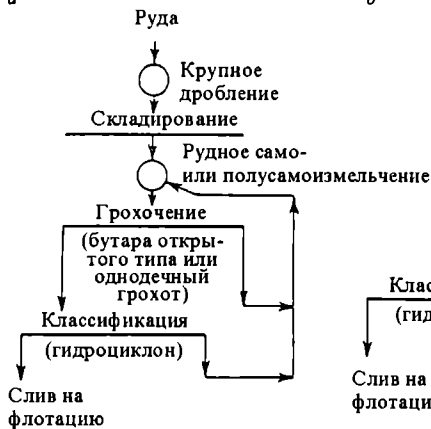 Руда
Крупное
дробление
Складирование
Рудное само-
или полусамоизмельчение
Грохочение
(бутара откры-
того типа или
однодечный
грохот)
Классификация
(гидроциклон)
Слив на
флотацию
Слив на